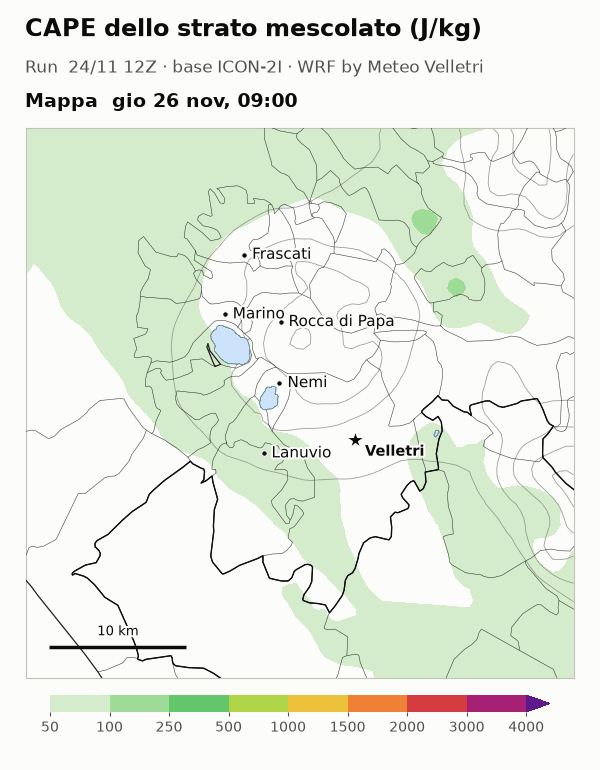 CAPE dello strato mescolato (J/kg)
Run  24/11 12Z · base ICON-2I · WRF by Meteo Velletri
Mappa  gio 26 nov, 09:00
Frascati
Marino
Rocca di Papa
Nemi
Velletri
Lanuvio
10 km
50 100 250 500 1000 1500 2000 3000 4000